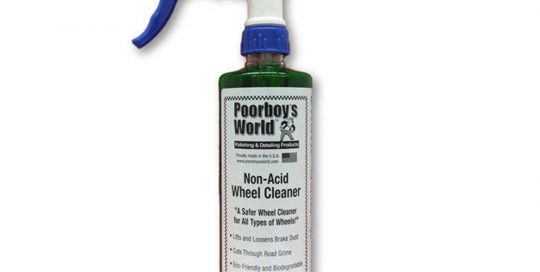 Poorboy's
World™
Polishing & Detailing Products
Proudly made in the U.S.A.
www.poorboysworld.com
Non-Acid
Wheel Cleaner
"A Safer Wheel Cleaner
for All Types of Wheels!"
• Lifts and Loosens Brake Dust
• Cuts Through Road Grime
• Eco-Friendly and Biodegradable